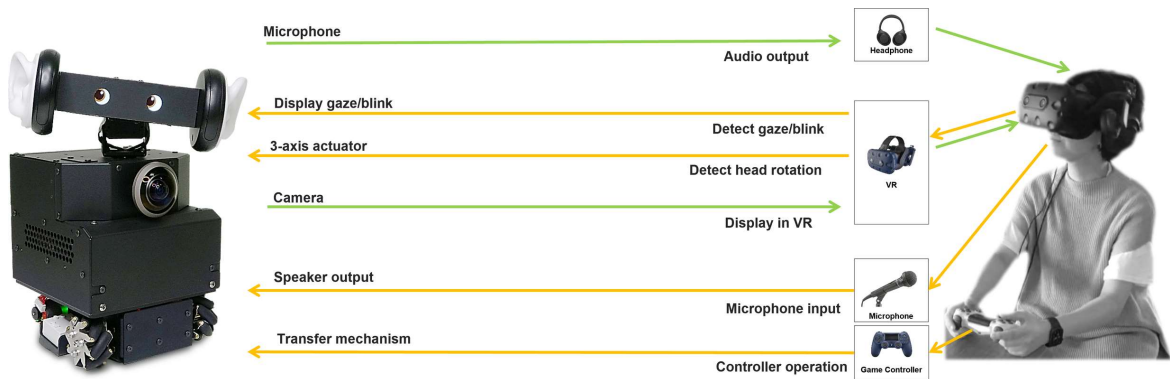 Microphone
Audio output
Headphone
Display gaze/blink
Detect gaze/blink
3-axis actuator
Detect head rotation
VR
Camera
Display in VR
Speaker output
Microphone input
Microphone
Transfer mechanism
Controller operation
Game Controller